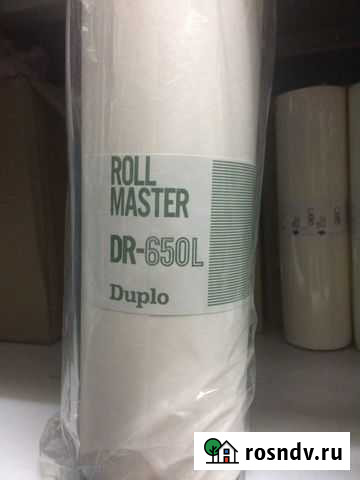 ROLL
MASTER
DR-650L
Duplo
rosndv.ru